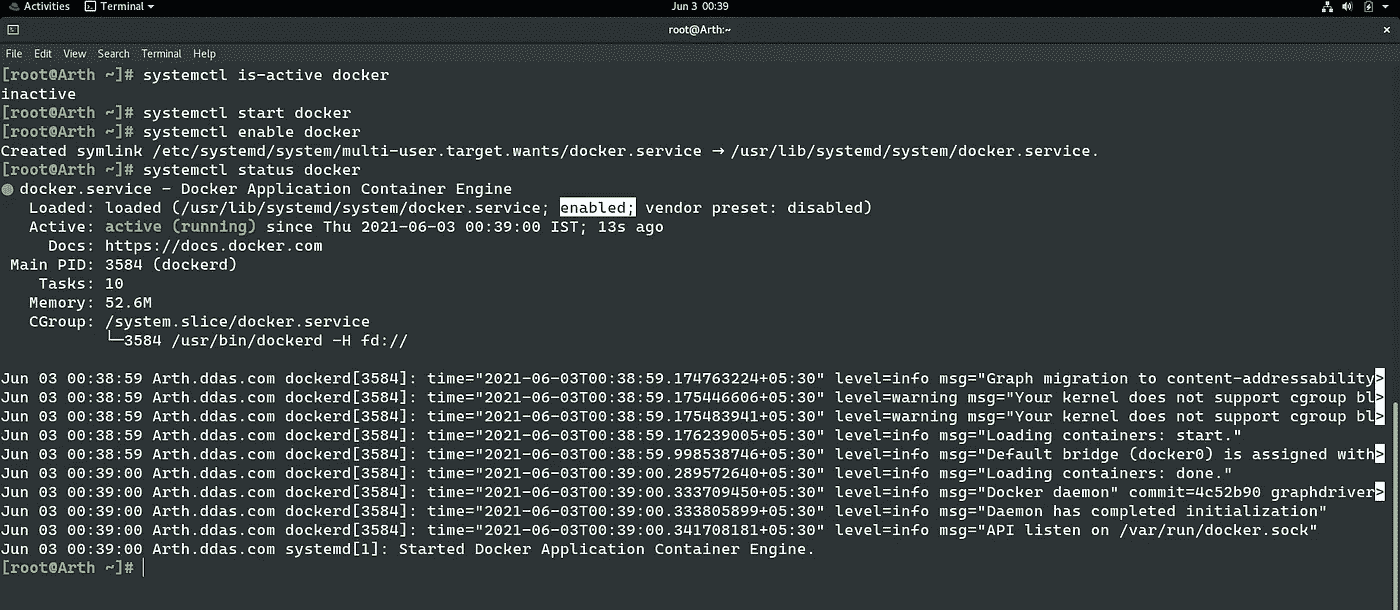 Activities Terminal Jun 3 00:39
root@Arth:~ ×
File Edit View Search Terminal Help
[root@Arth ~]# systemctl is-active docker
inactive
[root@Arth ~]# systemctl start docker
[root@Arth ~]# systemctl enable docker
Created symlink /etc/systemd/system/multi-user.target.wants/docker.service → /usr/lib/systemd/system/docker.service.
[root@Arth ~]# systemctl status docker
● docker.service - Docker Application Container Engine
   Loaded: loaded (/usr/lib/systemd/system/docker.service; enabled; vendor preset: disabled)
   Active: active (running) since Thu 2021-06-03 00:39:00 IST; 13s ago
     Docs: https://docs.docker.com
 Main PID: 3584 (dockerd)
    Tasks: 10
   Memory: 52.6M
   CGroup: /system.slice/docker.service
           └─3584 /usr/bin/dockerd -H fd://
Jun 03 00:38:59 Arth.ddas.com dockerd[3584]: time="2021-06-03T00:38:59.174763224+05:30" level=info msg="Graph migration to content-addressability>
Jun 03 00:38:59 Arth.ddas.com dockerd[3584]: time="2021-06-03T00:38:59.175446606+05:30" level=warning msg="Your kernel does not support cgroup bl>
Jun 03 00:38:59 Arth.ddas.com dockerd[3584]: time="2021-06-03T00:38:59.175483941+05:30" level=warning msg="Your kernel does not support cgroup bl>
Jun 03 00:38:59 Arth.ddas.com dockerd[3584]: time="2021-06-03T00:38:59.176239005+05:30" level=info msg="Loading containers: start."
Jun 03 00:38:59 Arth.ddas.com dockerd[3584]: time="2021-06-03T00:38:59.998538746+05:30" level=info msg="Default bridge (docker0) is assigned with>
Jun 03 00:39:00 Arth.ddas.com dockerd[3584]: time="2021-06-03T00:39:00.289572640+05:30" level=info msg="Loading containers: done."
Jun 03 00:39:00 Arth.ddas.com dockerd[3584]: time="2021-06-03T00:39:00.333709450+05:30" level=info msg="Docker daemon" commit=4c52b90 graphdriver>
Jun 03 00:39:00 Arth.ddas.com dockerd[3584]: time="2021-06-03T00:39:00.333805899+05:30" level=info msg="Daemon has completed initialization"
Jun 03 00:39:00 Arth.ddas.com dockerd[3584]: time="2021-06-03T00:39:00.341708181+05:30" level=info msg="API listen on /var/run/docker.sock"
Jun 03 00:39:00 Arth.ddas.com systemd[1]: Started Docker Application Container Engine.
[root@Arth ~]#